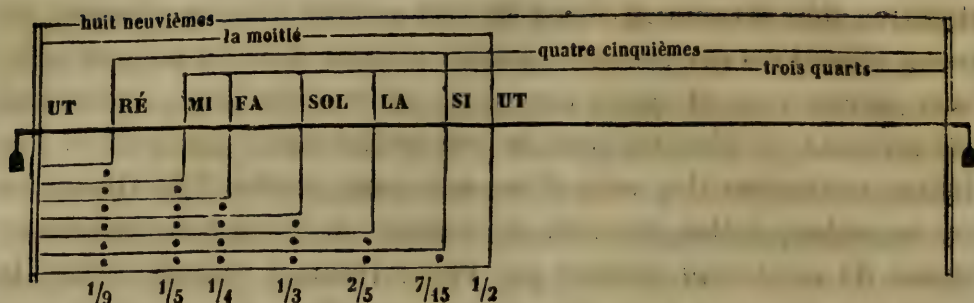 huit neuvièmes
la moitié
quatre cinquièmes
trois quarts
UT RÉ MI FA SOL LA SI UT
1/9 1/5 1/4 1/3 2/5 7/15 1/2